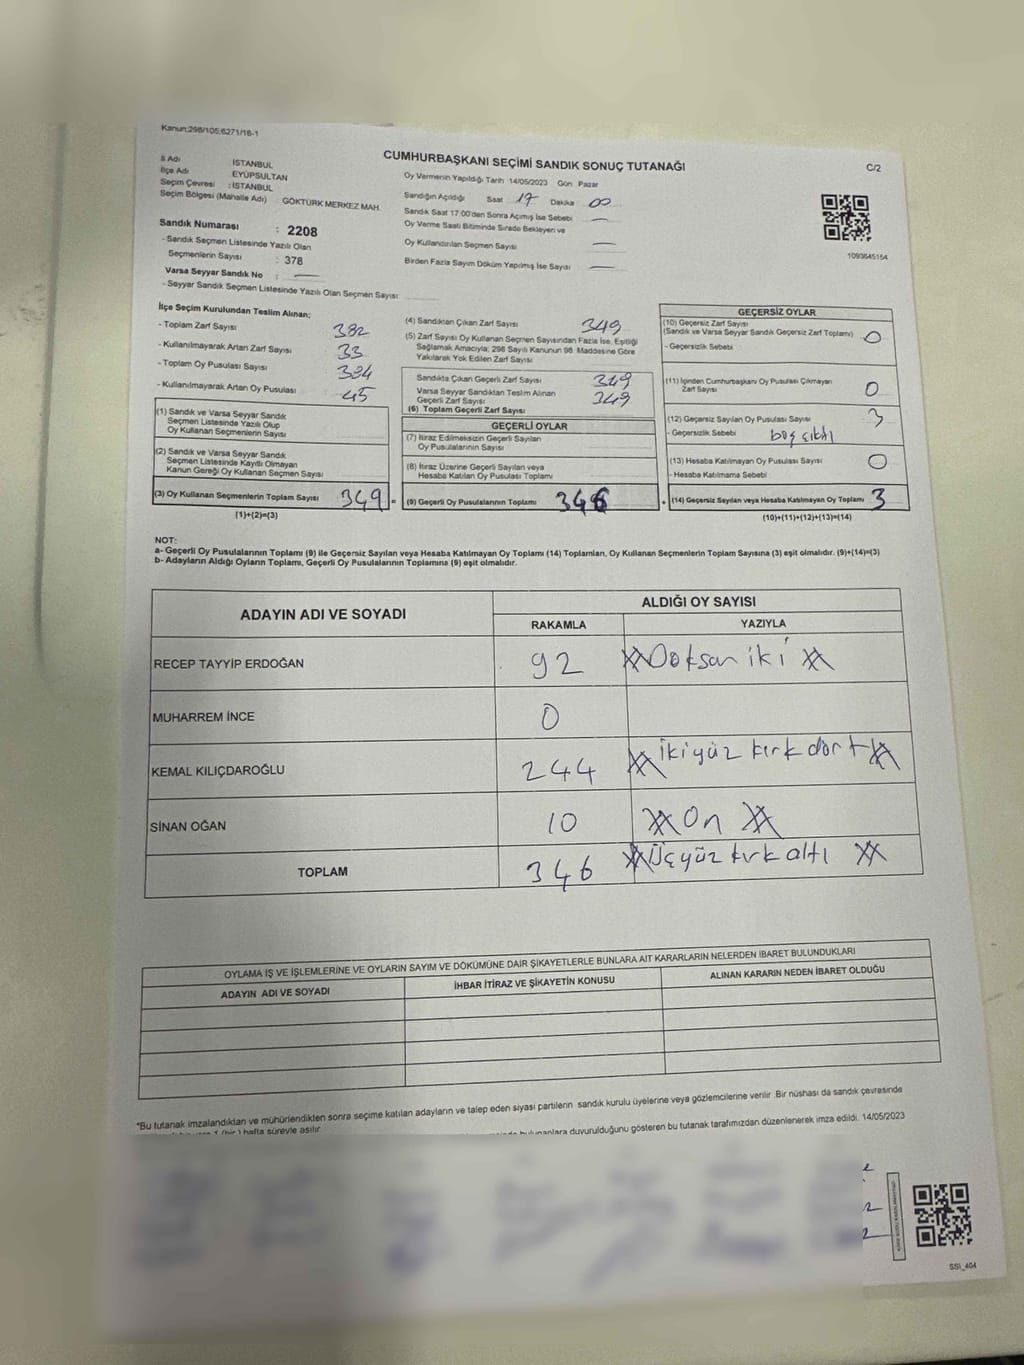 Kanun:298/105;6271/16-1
CUMHURBAŞKANI SEÇİMİ SANDIK SONUÇ TUTANAĞI
C/2
İl Adı İSTANBUL
İlçe Adı EYÜPSULTAN
Seçim Çevresi : İSTANBUL
Seçim Bölgesi (Mahalle Adı) GÖKTÜRK MERKEZ MAH.
Sandık Numarası : 2208
- Sandık Seçmen Listesinde Yazılı Olan
Seçmenlerin Sayısı : 378
Varsa Seyyar Sandık No : —
- Seyyar Sandık Seçmen Listesinde Yazılı Olan Seçmen Sayısı:
Oy Vermenin Yapıldığı Tarih 14/05/2023 Gün Pazar
Sandığın Açıldığı Saat 17 Dakika 00
Sandık Saat 17.00'den Sonra Açımış İse Sebebi —
Oy Verme Saati Bitiminde Sırada Bekleyen ve
Oy Kullandırılan Seçmen Sayısı —
Birden Fazla Sayım Döküm Yapılmış İse Sayısı —
1093645154
İlçe Seçim Kurulundan Teslim Alınan;
- Toplam Zarf Sayısı 382
- Kullanılmayarak Artan Zarf Sayısı 33
- Toplam Oy Pusulası Sayısı 384
- Kullanılmayarak Artan Oy Pusulası 45
(1) Sandık ve Varsa Seyyar Sandık
Seçmen Listesinde Yazılı Olup
Oy Kullanan Seçmenlerin Sayısı
(2) Sandık ve Varsa Seyyar Sandık
Seçmen Listesinde Kayıtlı Olmayan
Kanun Gereği Oy Kullanan Seçmen Sayısı
(3) Oy Kullanan Seçmenlerin Toplam Sayısı 349 =
(1)+(2)=(3)
(4) Sandıktan Çıkan Zarf Sayısı 349
(5) Zarf Sayısı Oy Kullanan Seçmen Sayısından Fazla İse, Eşitliği
Sağlamak Amacıyla; 298 Sayılı Kanunun 98. Maddesine Göre
Yakılarak Yok Edilen Zarf Sayısı
Sandıkta Çıkan Geçerli Zarf Sayısı 349
Varsa Seyyar Sandıktan Teslim Alınan
Geçerli Zarf Sayısı 349
(6) Toplam Geçerli Zarf Sayısı
GEÇERLİ OYLAR
(7) İtiraz Edilmeksizin Geçerli Sayılan
Oy Pusulalarının Sayısı
(8) İtiraz Üzerine Geçerli Sayılan veya
Hesaba Katılan Oy Pusulası Toplamı
(9) Geçerli Oy Pusulalarının Toplamı 346 +
GEÇERSİZ OYLAR
(10) Geçersiz Zarf Sayısı
(Sandık ve Varsa Seyyar Sandık Geçersiz Zarf Toplamı) 0
- Geçersizlik Sebebi
(11) İçinden Cumhurbaşkanı Oy Pusulası Çıkmayan
Zarf Sayısı 0
(12) Geçersiz Sayılan Oy Pusulası Sayısı 3
- Geçersizlik Sebebi boş çıktı
(13) Hesaba Katılmayan Oy Pusulası Sayısı 0
- Hesaba Katılmama Sebebi
(14) Geçersiz Sayılan veya Hesaba Katılmayan Oy Toplamı 3
(10)+(11)+(12)+(13)=(14)
NOT:
a- Geçerli Oy Pusulalarının Toplamı (9) ile Geçersiz Sayılan veya Hesaba Katılmayan Oy Toplamı (14) Toplamları, Oy Kullanan Seçmenlerin Toplam Sayısına (3) eşit olmalıdır. (9)+(14)=(3)
b- Adayların Aldığı Oyların Toplamı, Geçerli Oy Pusulalarının Toplamına (9) eşit olmalıdır.
ADAYIN ADI VE SOYADI ALDIĞI OY SAYISI
RAKAMLA YAZIYLA
RECEP TAYYİP ERDOĞAN 92 Doksan iki
MUHARREM İNCE 0
KEMAL KILIÇDAROĞLU 244 İkiyüz kırk dört
SİNAN OĞAN 10 On
TOPLAM 346 Üçyüz kırk altı
OYLAMA İŞ VE İŞLEMLERİNE VE OYLARIN SAYIM VE DÖKÜMÜNE DAİR ŞİKAYETLERLE BUNLARA AİT KARARLARIN NELERDEN İBARET BULUNDUKLARI
ADAYIN ADI VE SOYADI İHBAR İTİRAZ VE ŞİKAYETİN KONUSU ALINAN KARARIN NEDEN İBARET OLDUĞU
*Bu tutanak imzalandıktan ve mühürlendikten sonra seçime katılan adayların ve talep eden siyasi partilerin sandık kurulu üyelerine veya gözlemcilerine verilir. Bir nüshası da sandık çevresinde
1 (bir) hafta süreyle asılır. duyurulduğunu gösteren bu tutanak tarafımızdan düzenlenerek imza edildi. 14/05/2023
SSI_404